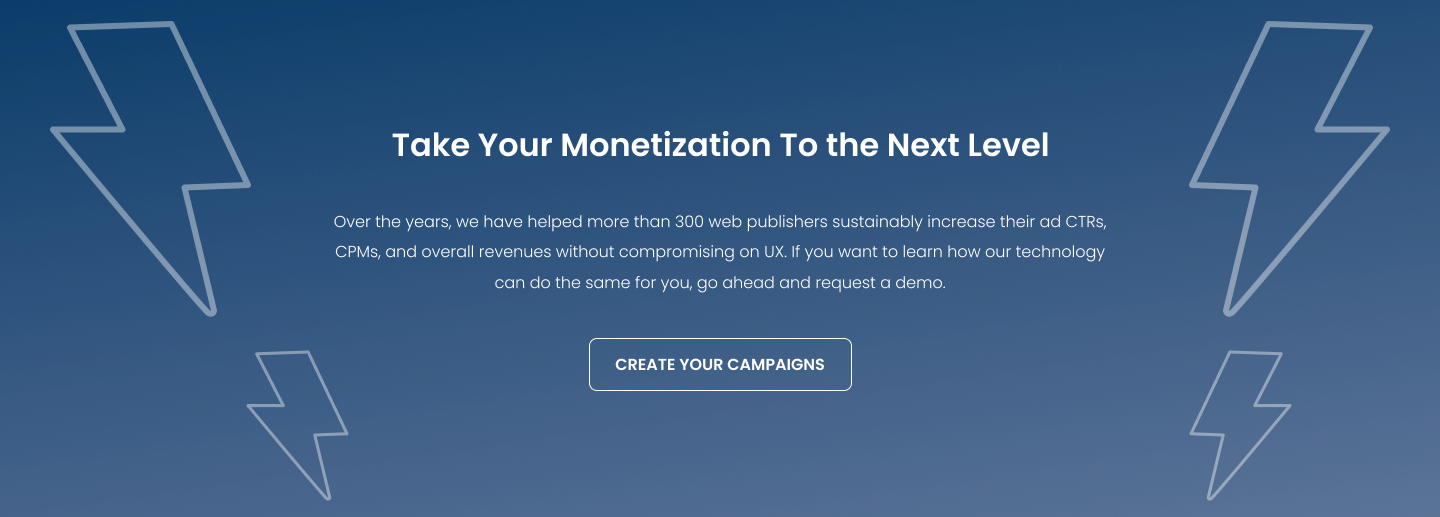 Take Your Monetization To the Next Level
Over the years, we have helped more than 300 web publishers sustainably increase their ad CTRs,
CPMs, and overall revenues without compromising on UX. If you want to learn how our technology
can do the same for you, go ahead and request a demo.
CREATE YOUR CAMPAIGNS